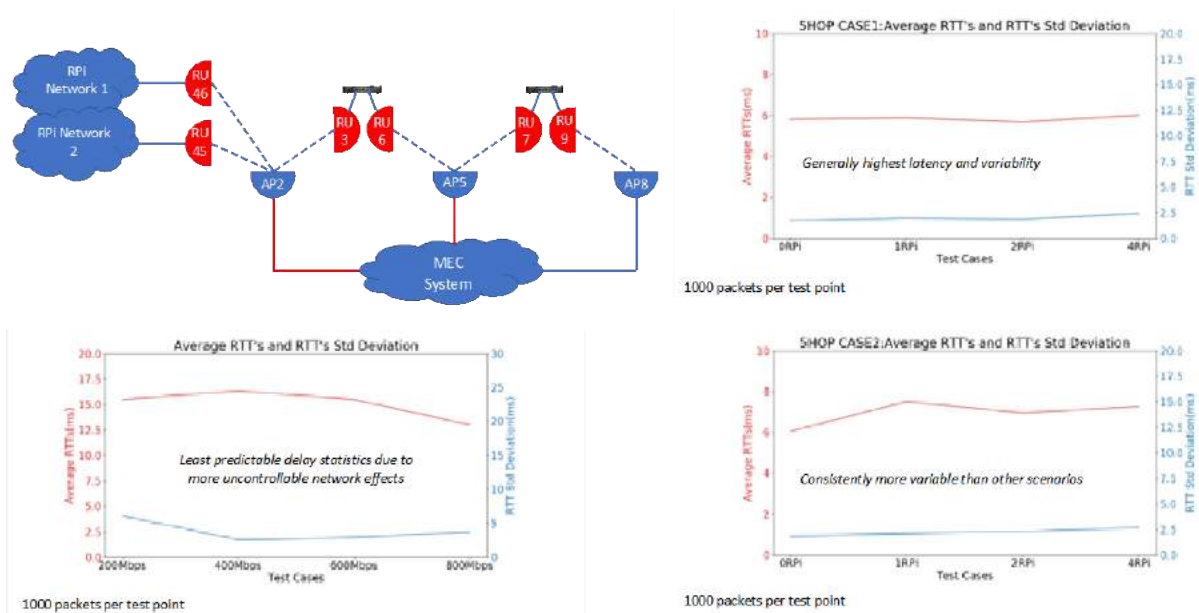 RPi
Network 1
RPi Network
2
RU
46
RU
45
RU
3
RU
6
RU
7
RU
9
AP2
AP5
AP8
MEC
System
5HOP CASE1:Average RTT's and RTT's Std Deviation
Average RTTs(ms)
10
8
6
4
2
0
Generally highest latency and variability
RTT Std Deviation(ms)
20.0
17.5
15.0
12.5
10.0
7.5
5.0
2.5
0.0
0RPi
1RPi
2RPi
4RPi
Test Cases
1000 packets per test point
Average RTT's and RTT's Std Deviation
Average RTTs(ms)
20.0
17.5
15.0
12.5
10.0
7.5
5.0
2.5
0.0
Least predictable delay statistics due to
more uncontrollable network effects
RTT Std Deviation(ms)
30
25
20
15
10
5
0
200Mbps
400Mbps
600Mbps
800Mbps
Test Cases
1000 packets per test point
5HOP CASE2:Average RTT's and RTT's Std Deviation
Average RTTs(ms)
10
8
6
4
2
0
Consistently more variable than other scenarios
RTT Std Deviation(ms)
20.0
17.5
15.0
12.5
10.0
7.5
5.0
2.5
0.0
0RPi
1RPi
2RPi
4RPi
Test Cases
1000 packets per test point